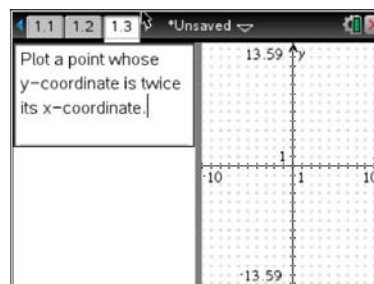 1.1 1.2 1.3 *Unsaved
Plot a point whose
y-coordinate is twice
its x-coordinate.
13.59 y
1
-10 1 10
-13.59